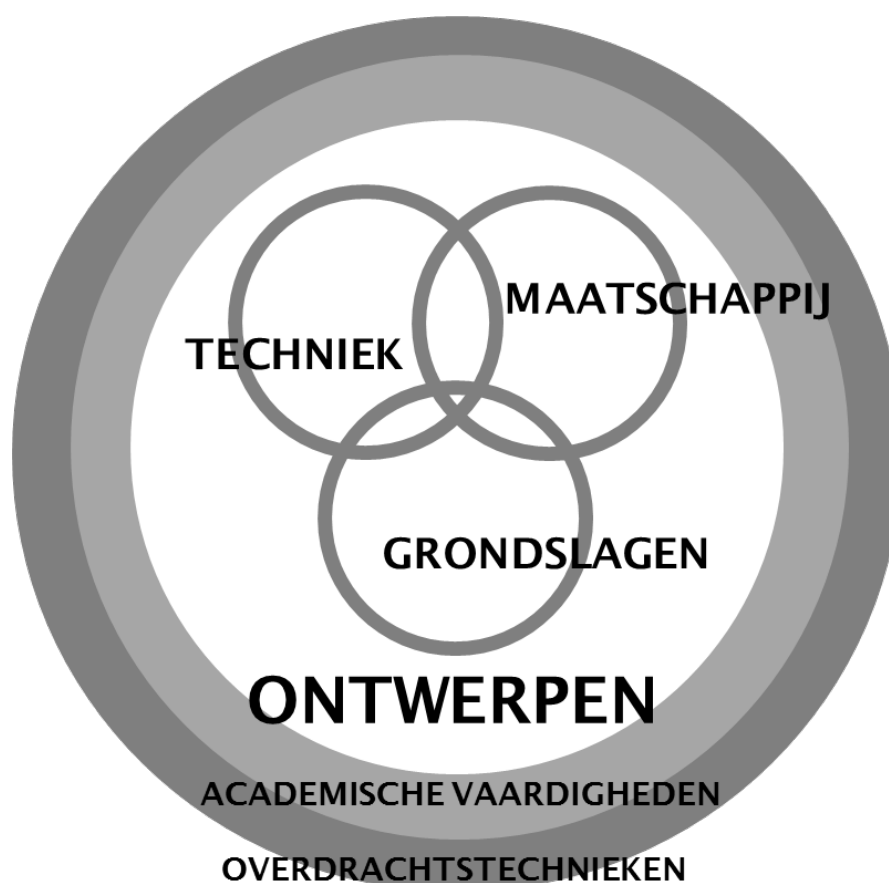 MAATSCHAPPIJ
TECHNIEK
GRONDSLAGEN
ONTWERPEN
ACADEMISCHE VAARDIGHEDEN
OVERDRACHTSTECHNIEKEN